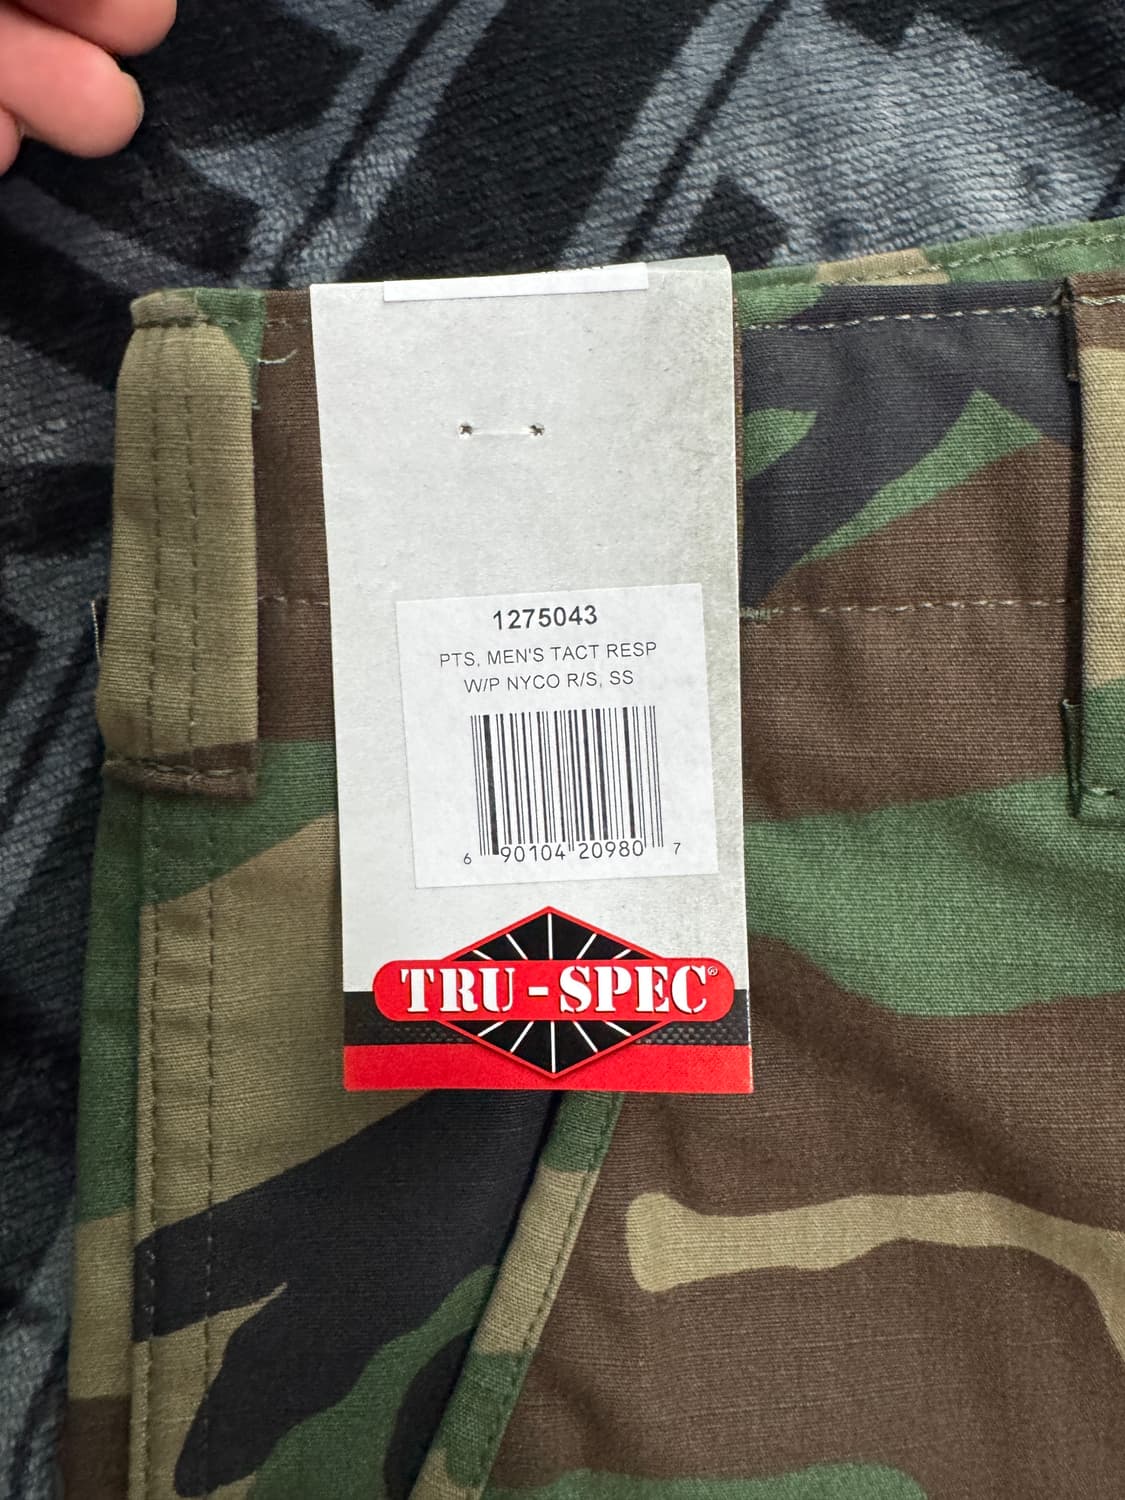 1275043
PTS, MEN'S TACT RESP
W/P NYCO R/S, SS
6 90104 20980 7
TRU-SPEC®